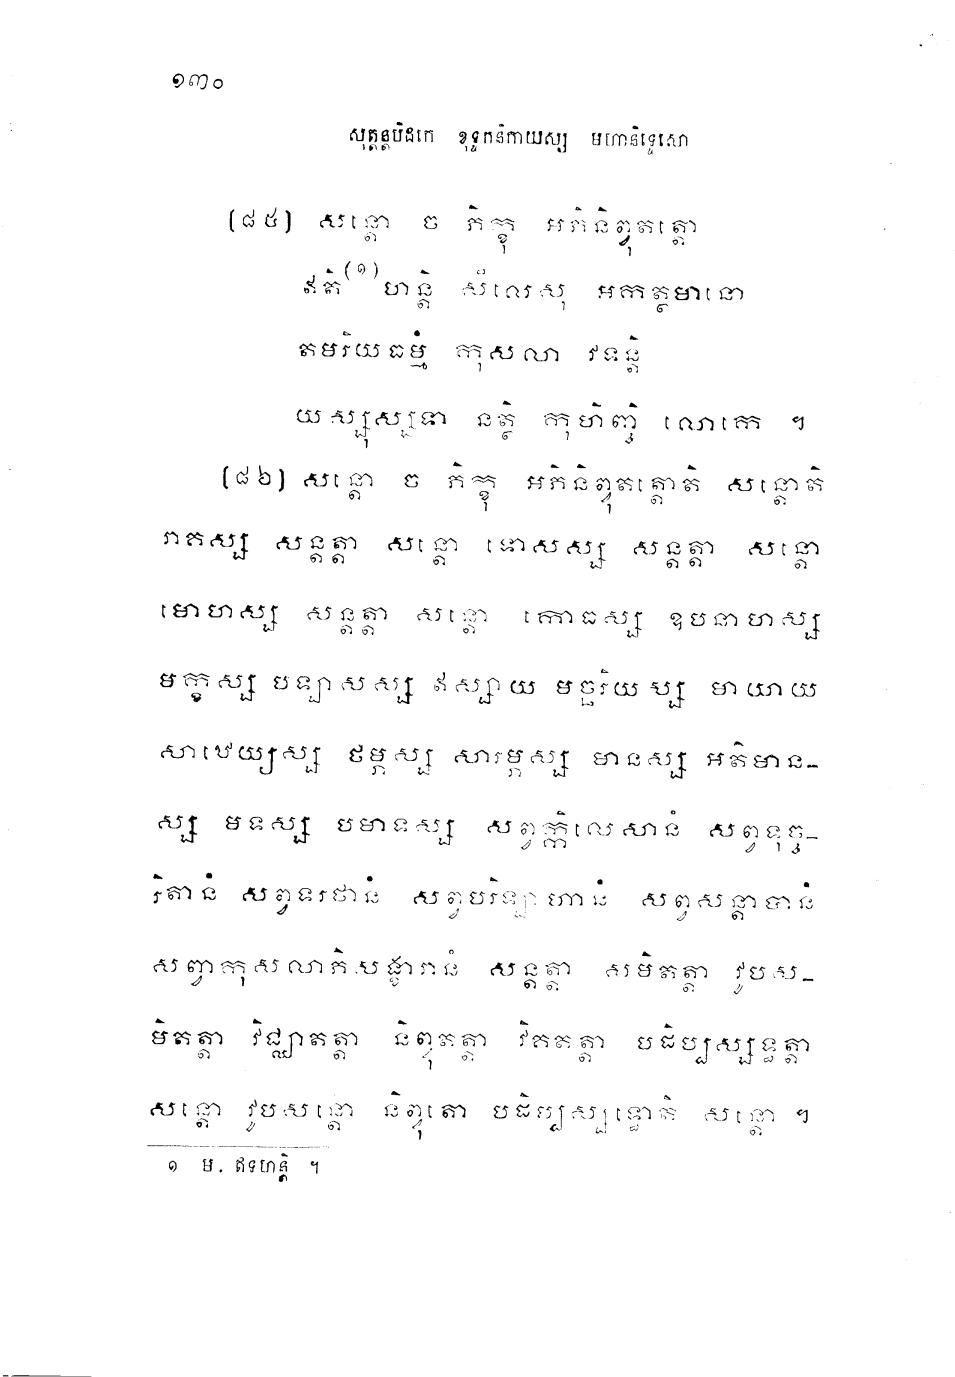 ១៣០
សុត្តន្តបិដកេ ខុទ្ទកនិកាយស្ស មហានិទ្ទេសោ
(៨៥) សន្តោ ច ភិក្ខុ អភិនិព្វុតត្តោ
ឥតិ(១)ហន្តិ សីលេសុ អកត្ថមានោ
តមរិយធម្មំ កុសលា វទន្តិ
យស្សុស្សទា នត្ថិ កុហិញ្ចិ លោកេ ។
(៨៦) សន្តោ ច ភិក្ខុ អភិនិព្វុតត្តោតិ សន្តោតិ
រាគស្ស សន្តត្តា សន្តោ ទោសស្ស សន្តត្តា សន្តោ
មោហស្ស សន្តត្តា សន្តោ កោធស្ស ឧបនាហស្ស
មក្ខស្ស បឡាសស្ស ឥស្សាយ មច្ឆរិយស្ស មាយាយ
សាឋេយ្យស្ស ថម្ភស្ស សារម្ភស្ស មានស្ស អតិមាន-
ស្ស មទស្ស បមាទស្ស សព្វក្កិលេសានំ សព្វទុច្ច-
រិតានំ សព្វទរថានំ សព្វបរិឡាហានំ សព្វសន្តាបានំ
សព្វាកុសលាភិសង្ខារានំ សន្តត្តា សមិតត្តា វូបស-
មិតត្តា វិជ្ឈាតត្តា និព្វុតត្តា វិគតត្តា បដិប្បស្សទ្ធត្តា
សន្តោ វូបសន្តោ និព្វុតោ បដិប្បស្សទ្ធោតិ សន្តោ ។
១ ម. ឥទហន្តិ ។